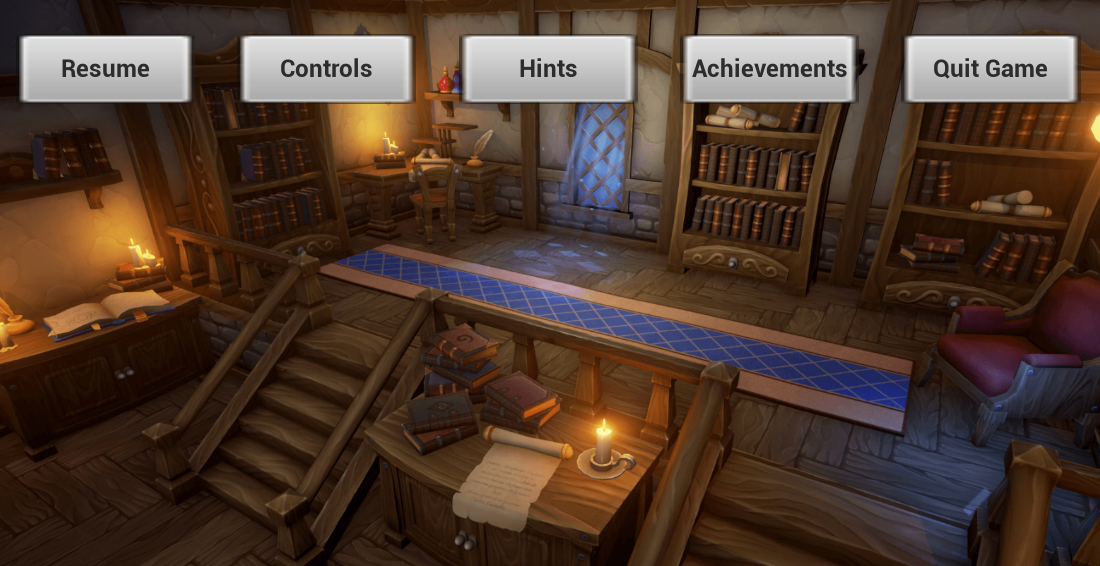 Resume
Controls
Hints
Achievements
Quit Game